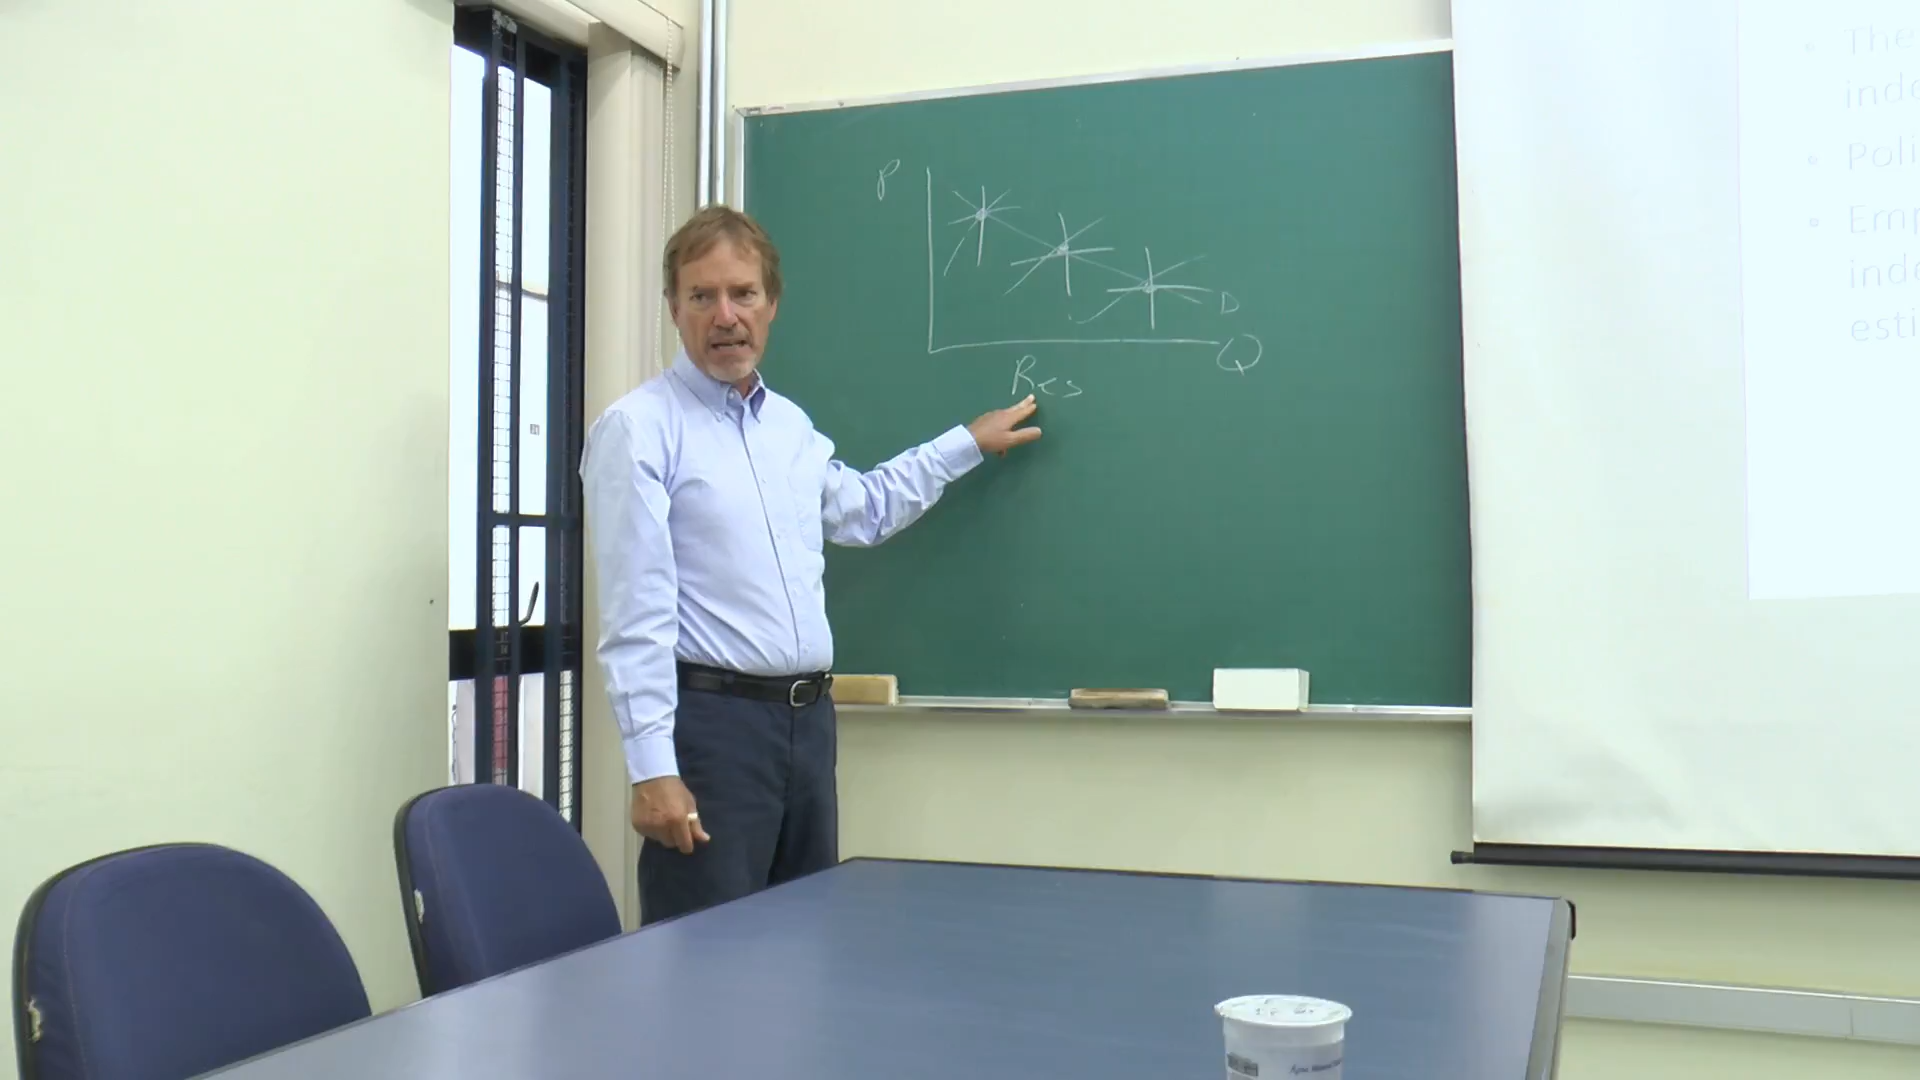 P
D
Q
Res
The
inde
Poli
Emp
inde
esti